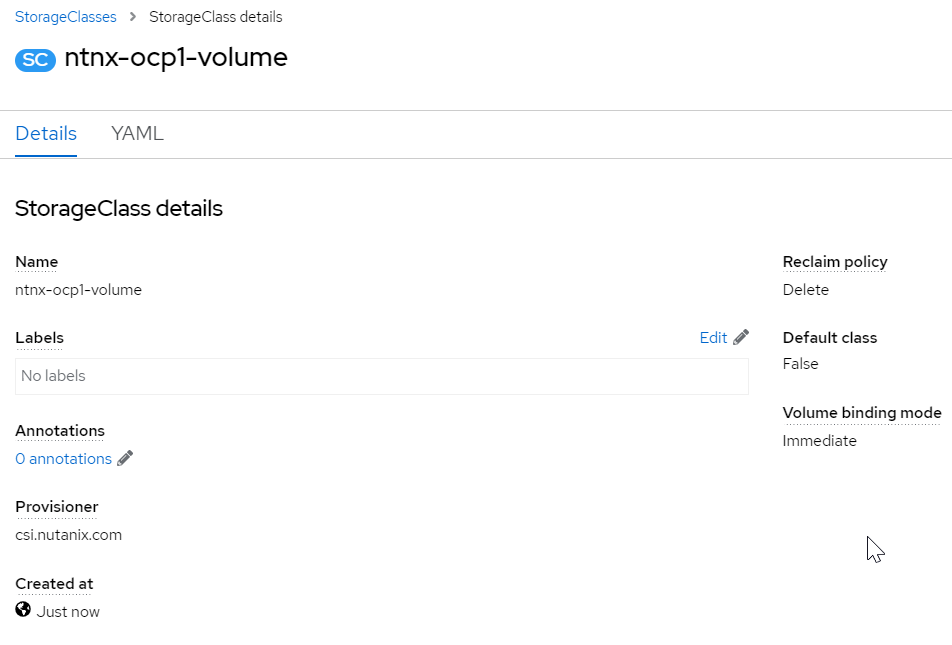 StorageClasses > StorageClass details
SC ntnx-ocp1-volume
Details YAML
StorageClass details
Name
ntnx-ocp1-volume
Labels Edit
No labels
Annotations
0 annotations
Provisioner
csi.nutanix.com
Created at
Just now
Reclaim policy
Delete
Default class
False
Volume binding mode
Immediate